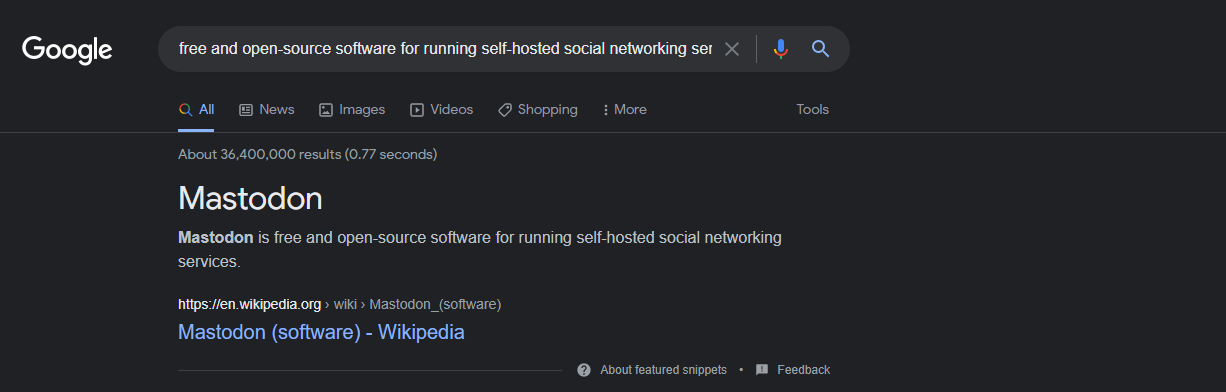 Google
free and open-source software for running self-hosted social networking ser
All News Images Videos Shopping More Tools
About 36,400,000 results (0.77 seconds)
Mastodon
Mastodon is free and open-source software for running self-hosted social networking
services.
https://en.wikipedia.org › wiki › Mastodon_(software)
Mastodon (software) - Wikipedia
About featured snippets • Feedback